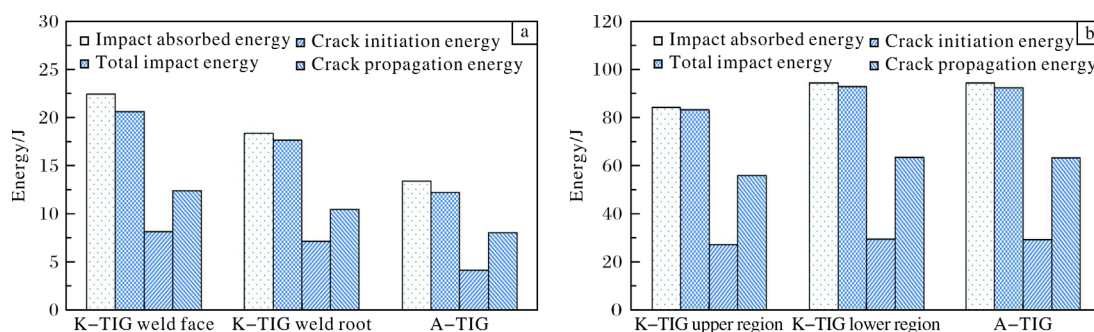 30
25
20
15
10
5
0
Energy/J
a
Impact absorbed energy
Crack initiation energy
Total impact energy
Crack propagation energy
K-TIG weld face
K-TIG weld root
A-TIG
120
100
80
60
40
20
0
Energy/J
b
Impact absorbed energy
Crack initiation energy
Total impact energy
Crack propagation energy
K-TIG upper region
K-TIG lower region
A-TIG